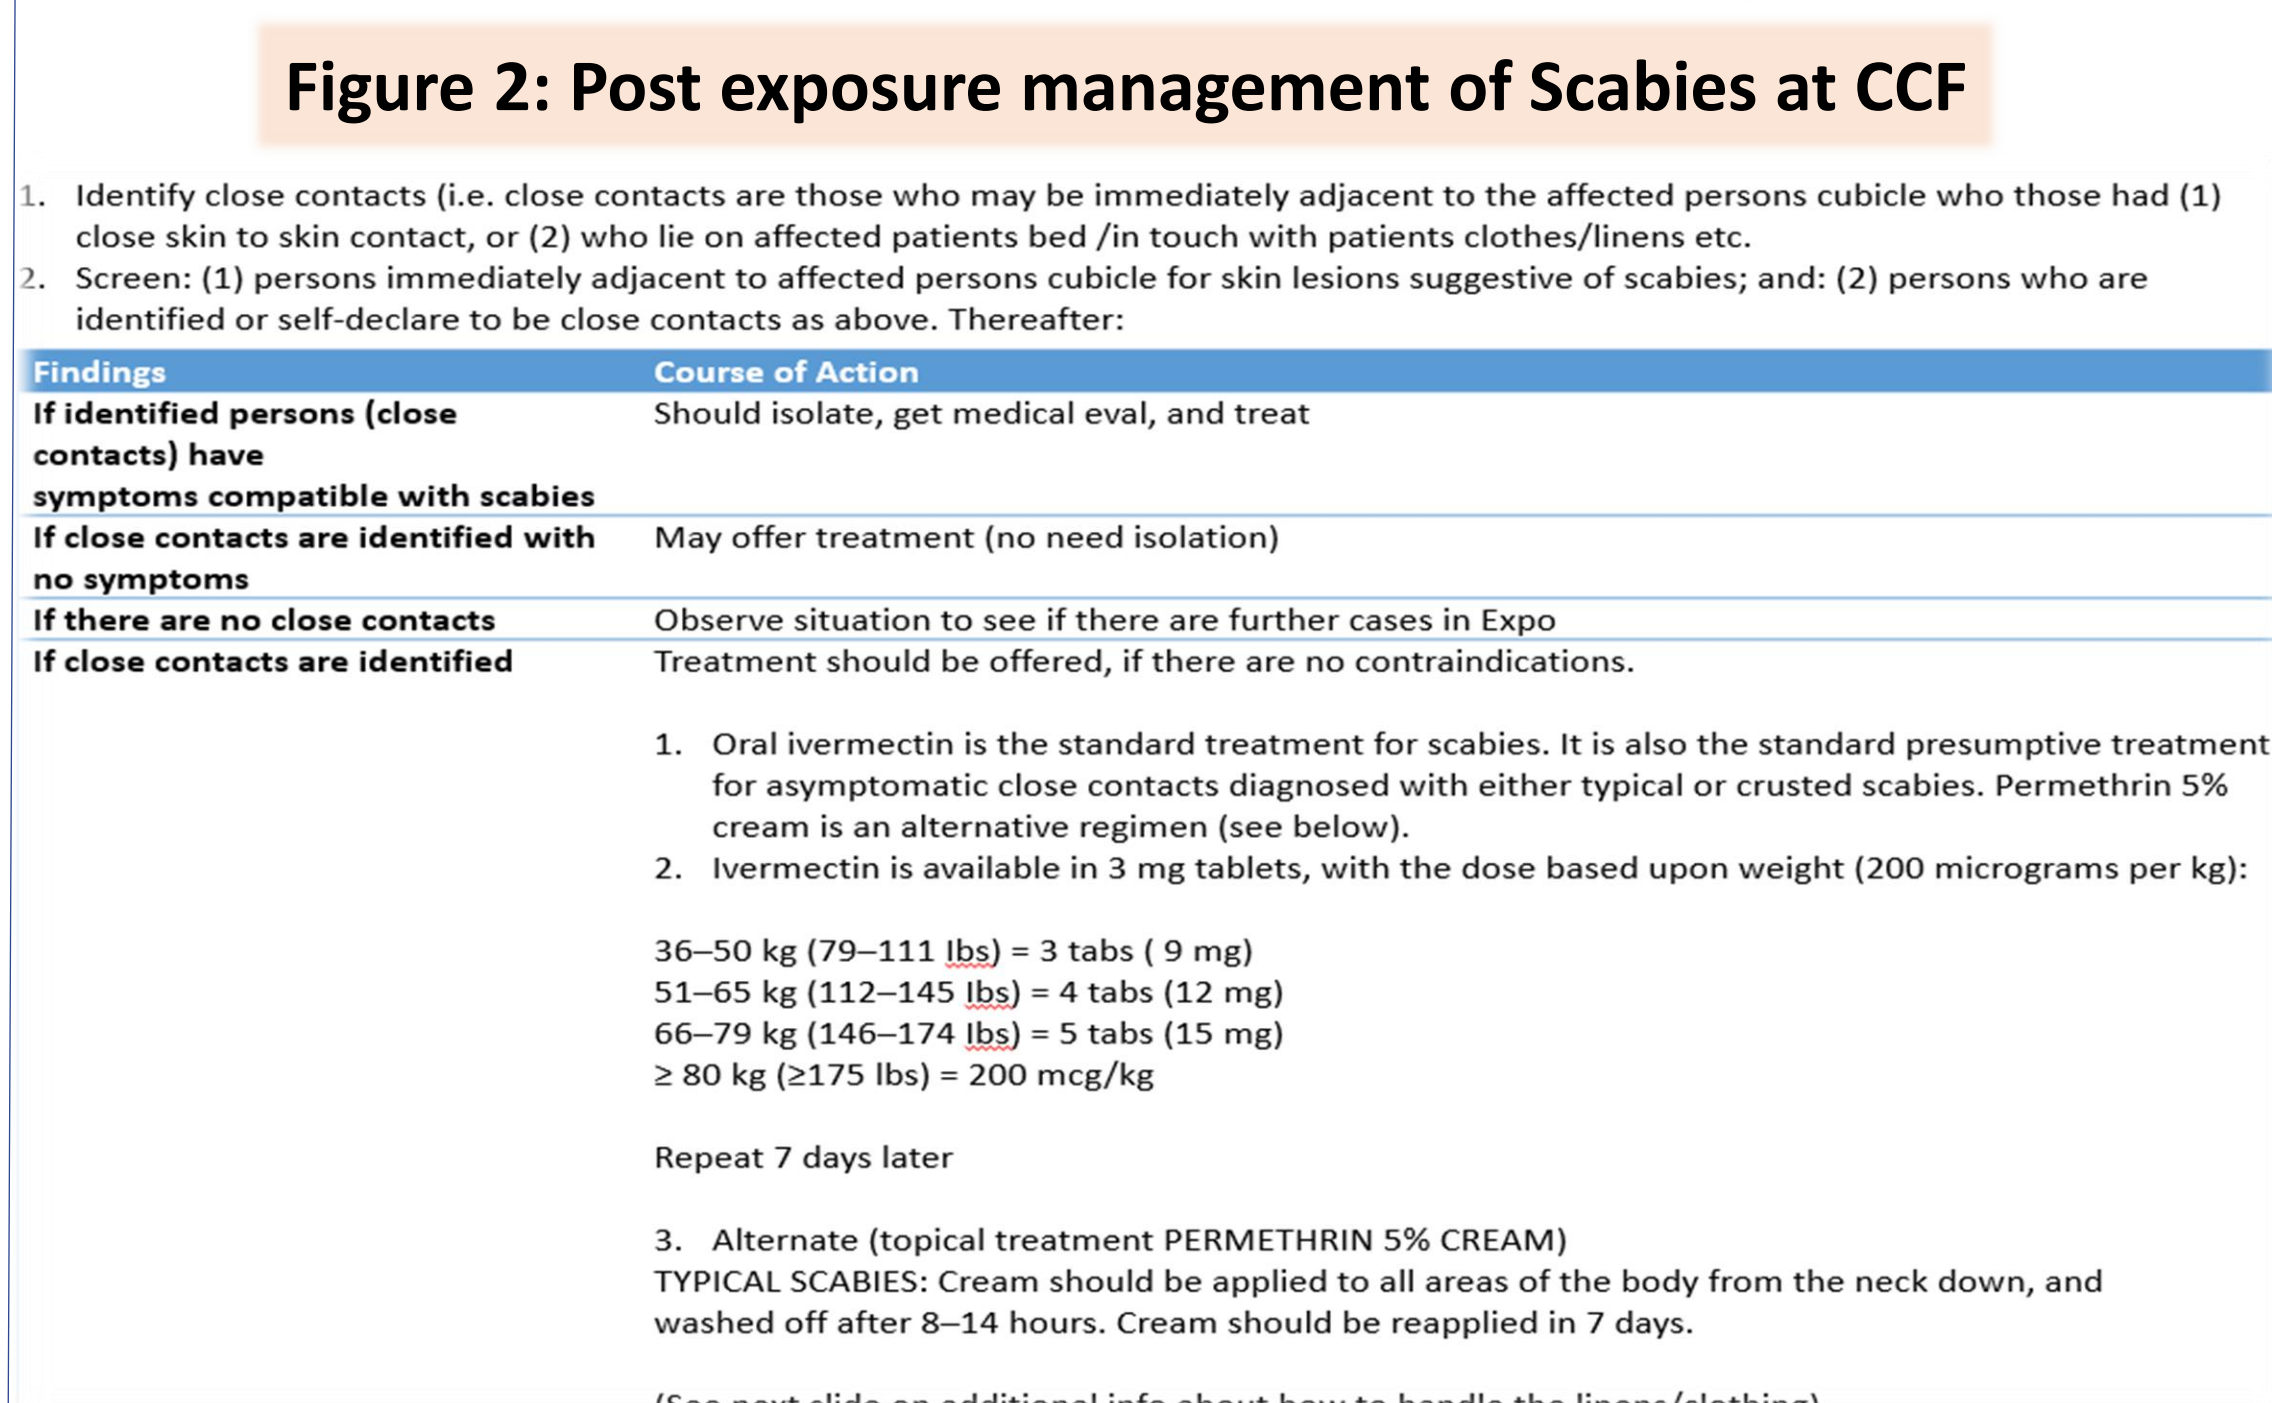 Figure 2: Post exposure management of Scabies at CCF
1. Identify close contacts (i.e. close contacts are those who may be immediately adjacent to the affected persons cubicle who those had (1)
close skin to skin contact, or (2) who lie on affected patients bed /in touch with patients clothes/linens etc.
2. Screen: (1) persons immediately adjacent to affected persons cubicle for skin lesions suggestive of scabies; and: (2) persons who are
identified or self-declare to be close contacts as above. Thereafter:
Findings Course of Action
If identified persons (close Should isolate, get medical eval, and treat
contacts) have
symptoms compatible with scabies
If close contacts are identified with May offer treatment (no need isolation)
no symptoms
If there are no close contacts Observe situation to see if there are further cases in Expo
If close contacts are identified Treatment should be offered, if there are no contraindications.
1. Oral ivermectin is the standard treatment for scabies. It is also the standard presumptive treatment
for asymptomatic close contacts diagnosed with either typical or crusted scabies. Permethrin 5%
cream is an alternative regimen (see below).
2. Ivermectin is available in 3 mg tablets, with the dose based upon weight (200 micrograms per kg):
36–50 kg (79–111 lbs) = 3 tabs ( 9 mg)
51–65 kg (112–145 lbs) = 4 tabs (12 mg)
66–79 kg (146–174 lbs) = 5 tabs (15 mg)
≥ 80 kg (≥175 lbs) = 200 mcg/kg
Repeat 7 days later
3. Alternate (topical treatment PERMETHRIN 5% CREAM)
TYPICAL SCABIES: Cream should be applied to all areas of the body from the neck down, and
washed off after 8–14 hours. Cream should be reapplied in 7 days.
(See next slide on additional info about how to handle the linens/clothing)